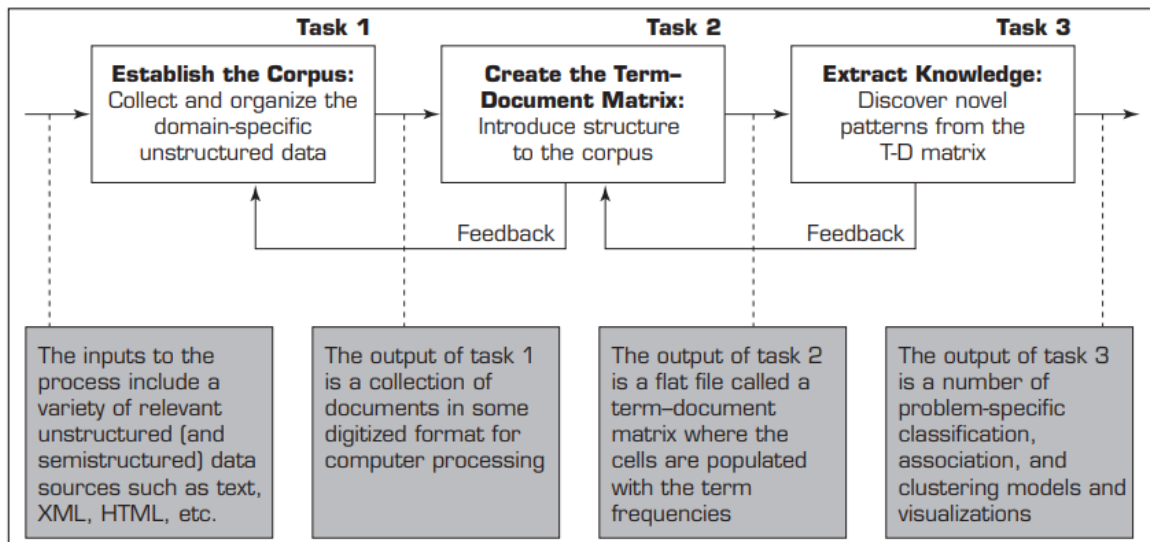 Task 1
Task 2
Task 3
Establish the Corpus:
Collect and organize the
domain-specific
unstructured data
Create the Term–
Document Matrix:
Introduce structure
to the corpus
Extract Knowledge:
Discover novel
patterns from the
T-D matrix
Feedback
Feedback
The inputs to the
process include a
variety of relevant
unstructured (and
semistructured) data
sources such as text,
XML, HTML, etc.
The output of task 1
is a collection of
documents in some
digitized format for
computer processing
The output of task 2
is a flat file called a
term–document
matrix where the
cells are populated
with the term
frequencies
The output of task 3
is a number of
problem-specific
classification,
association, and
clustering models and
visualizations